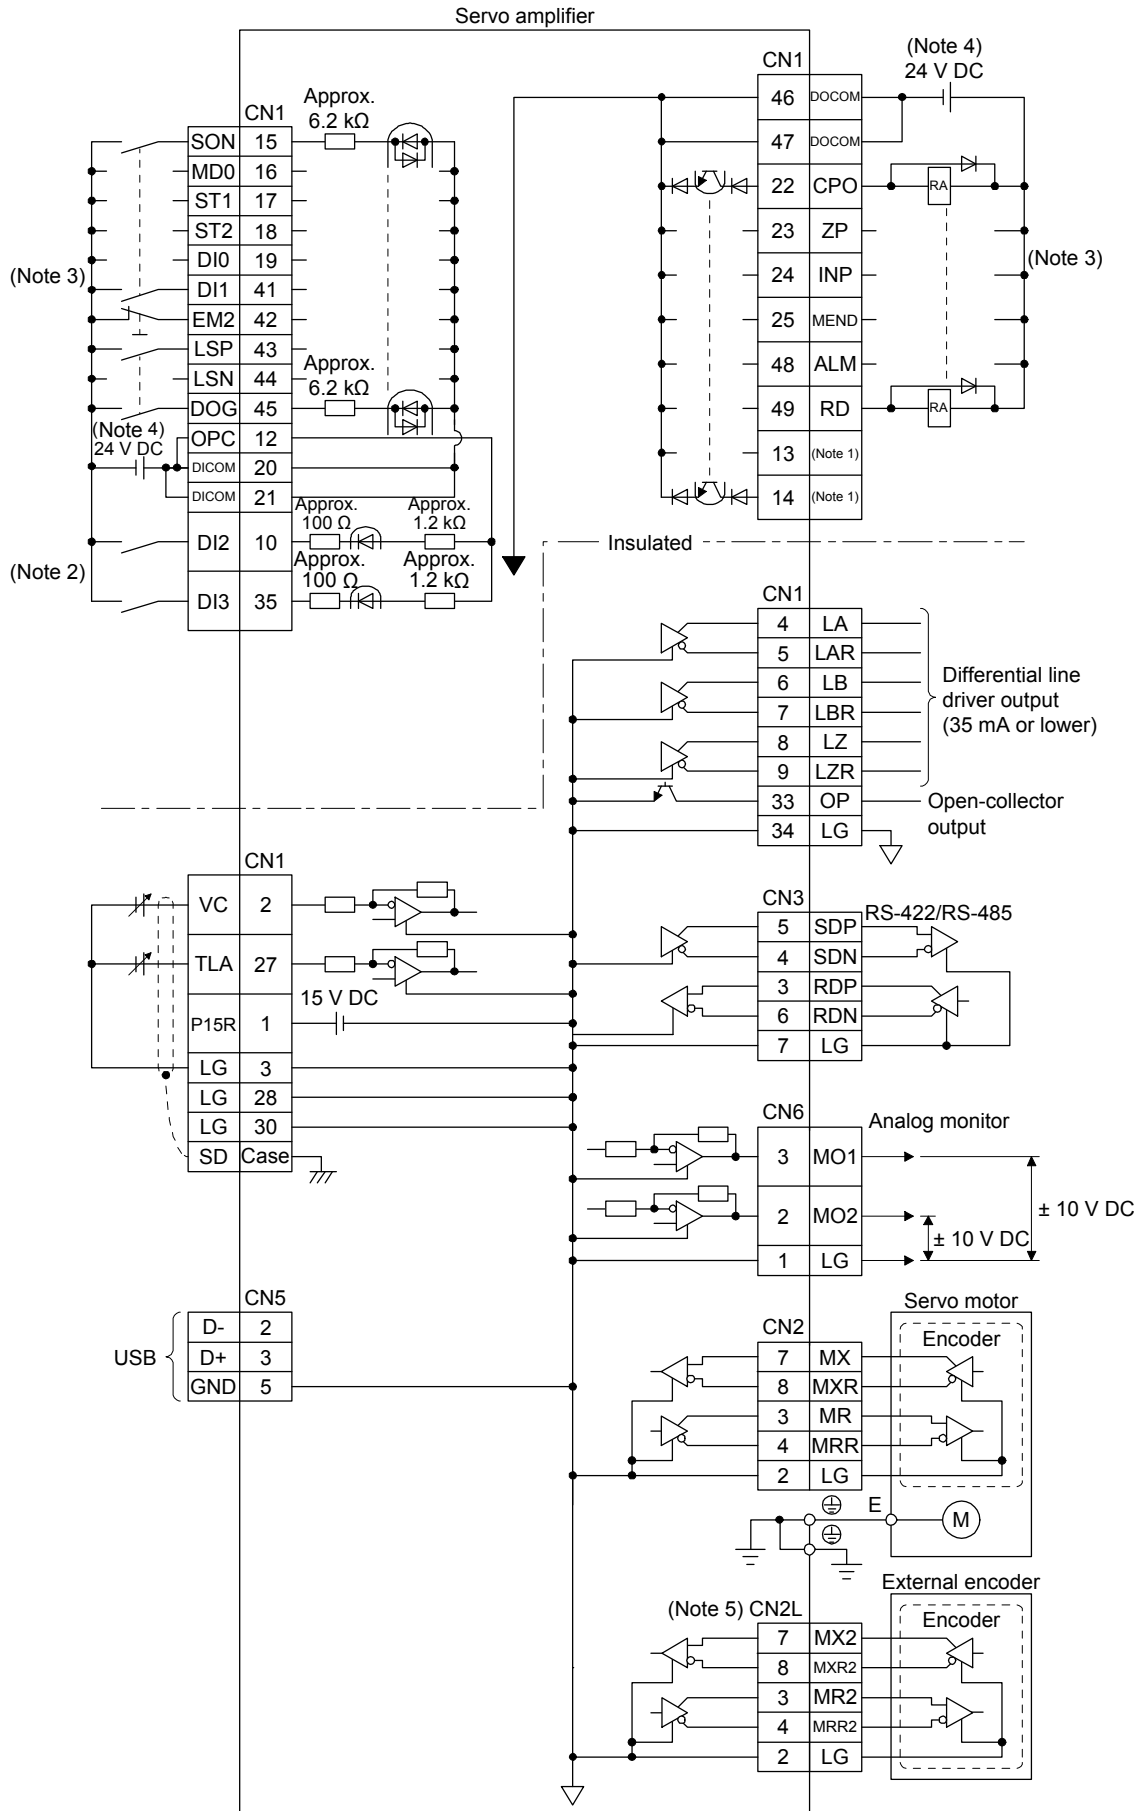 Servo amplifier
CN1
Approx.
6.2 kΩ
SON 15
MD0 16
ST1 17
ST2 18
DI0 19
(Note 3)
DI1 41
EM2 42
LSP 43
Approx.
6.2 kΩ
LSN 44
DOG 45
(Note 4)
24 V DC
OPC 12
DICOM 20
DICOM 21
Approx.
100 Ω
Approx.
1.2 kΩ
DI2 10
(Note 2)
Approx.
100 Ω
Approx.
1.2 kΩ
DI3 35
CN1
(Note 4)
24 V DC
46 DOCOM
47 DOCOM
22 CPO RA
23 ZP
(Note 3)
24 INP
25 MEND
48 ALM
49 RD RA
13 (Note 1)
14 (Note 1)
Insulated
CN1
4 LA
5 LAR
6 LB
7 LBR
8 LZ
9 LZR
Differential line
driver output
(35 mA or lower)
33 OP
Open-collector
output
34 LG
CN1
VC 2
TLA 27
15 V DC
P15R 1
LG 3
LG 28
LG 30
SD Case
CN3
RS-422/RS-485
5 SDP
4 SDN
3 RDP
6 RDN
7 LG
CN6
Analog monitor
3 MO1
± 10 V DC
2 MO2
± 10 V DC
1 LG
CN5
USB
D- 2
D+ 3
GND 5
Servo motor
CN2
Encoder
7 MX
8 MXR
3 MR
4 MRR
2 LG
E
M
External encoder
(Note 5) CN2L
Encoder
7 MX2
8 MXR2
3 MR2
4 MRR2
2 LG